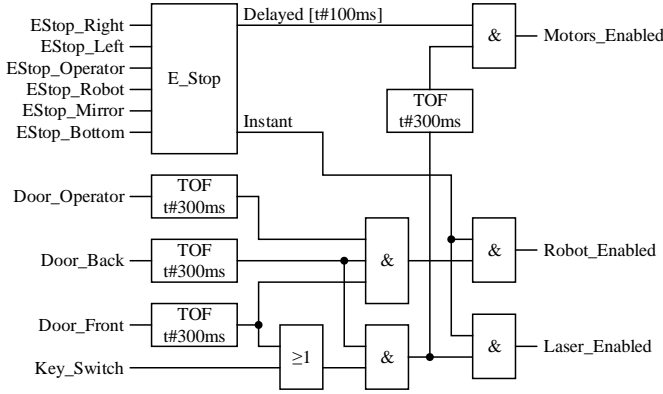 Delayed [t#100ms]
EStop_Right
EStop_Left
EStop_Operator
EStop_Robot
EStop_Mirror
EStop_Bottom
E_Stop
&
Motors_Enabled
TOF
t#300ms
Instant
Door_Operator
TOF
t#300ms
Door_Back
TOF
t#300ms
&
&
Robot_Enabled
Door_Front
TOF
t#300ms
Key_Switch
≥1
&
&
Laser_Enabled